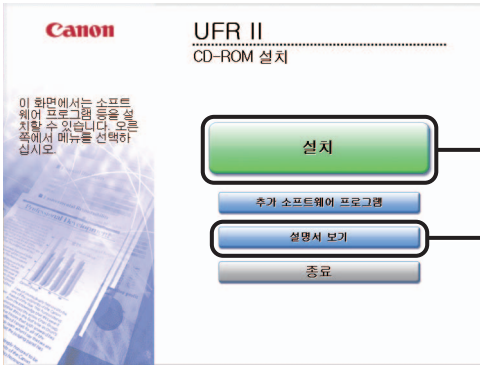 Canon
UFR II
CD-ROM 설치
이 화면에서는 소프트
웨어 프로그램 등을 설
치할 수 있습니다. 오른
쪽에서 메뉴를 선택하
십시오.
설치
추가 소프트웨어 프로그램
설명서 보기
종료